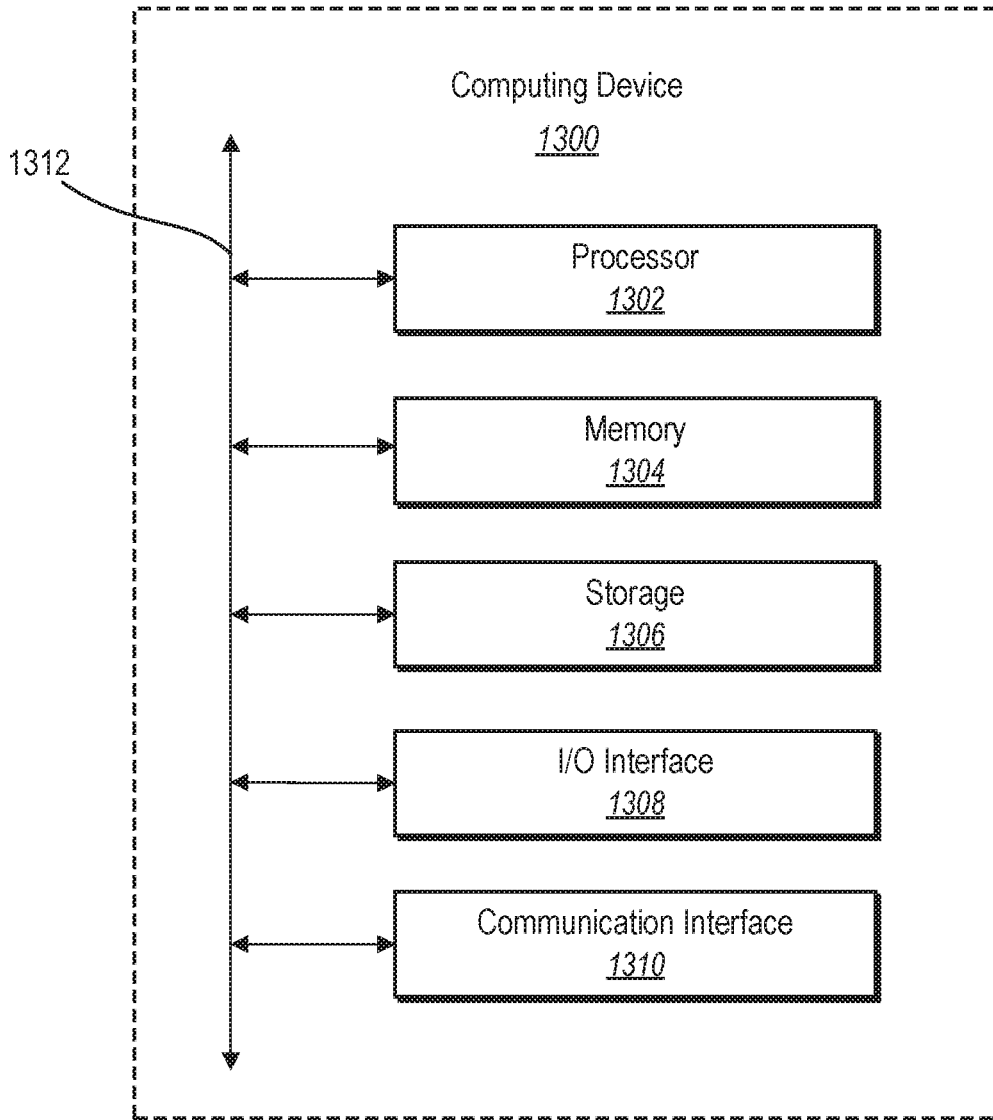 Computing Device
1300
1312
Processor
1302
Memory
1304
Storage
1306
I/O Interface
1308
Communication Interface
1310